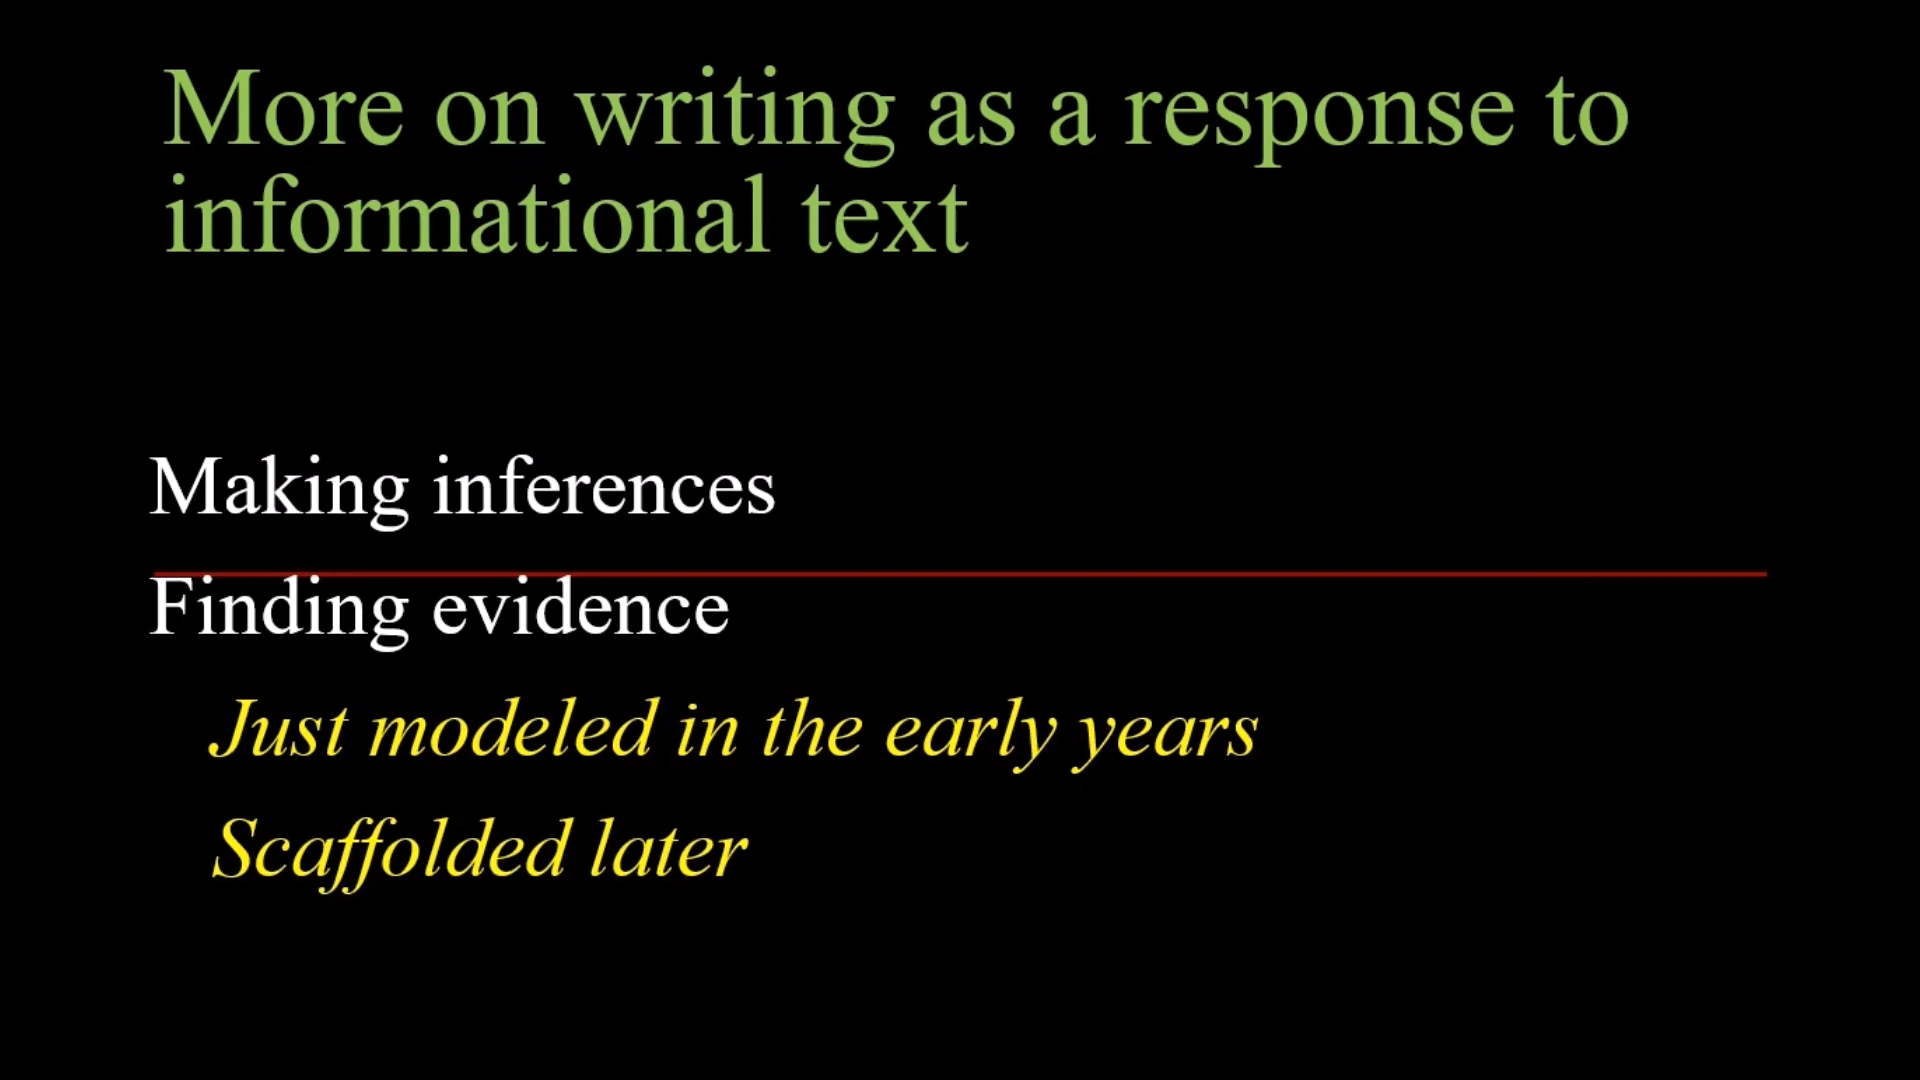 More on writing as a response to
informational text
Making inferences
Finding evidence
Just modeled in the early years
Scaffolded later